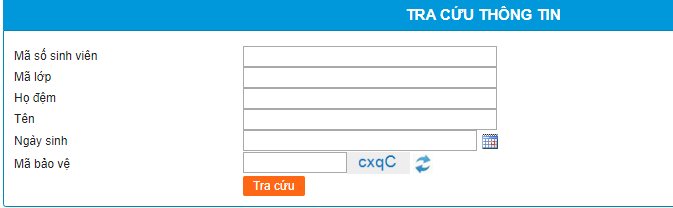 TRA CỨU THÔNG TIN
Mã số sinh viên
Mã lớp
Họ đệm
Tên
Ngày sinh
Mã bảo vệ cxqC
Tra cứu